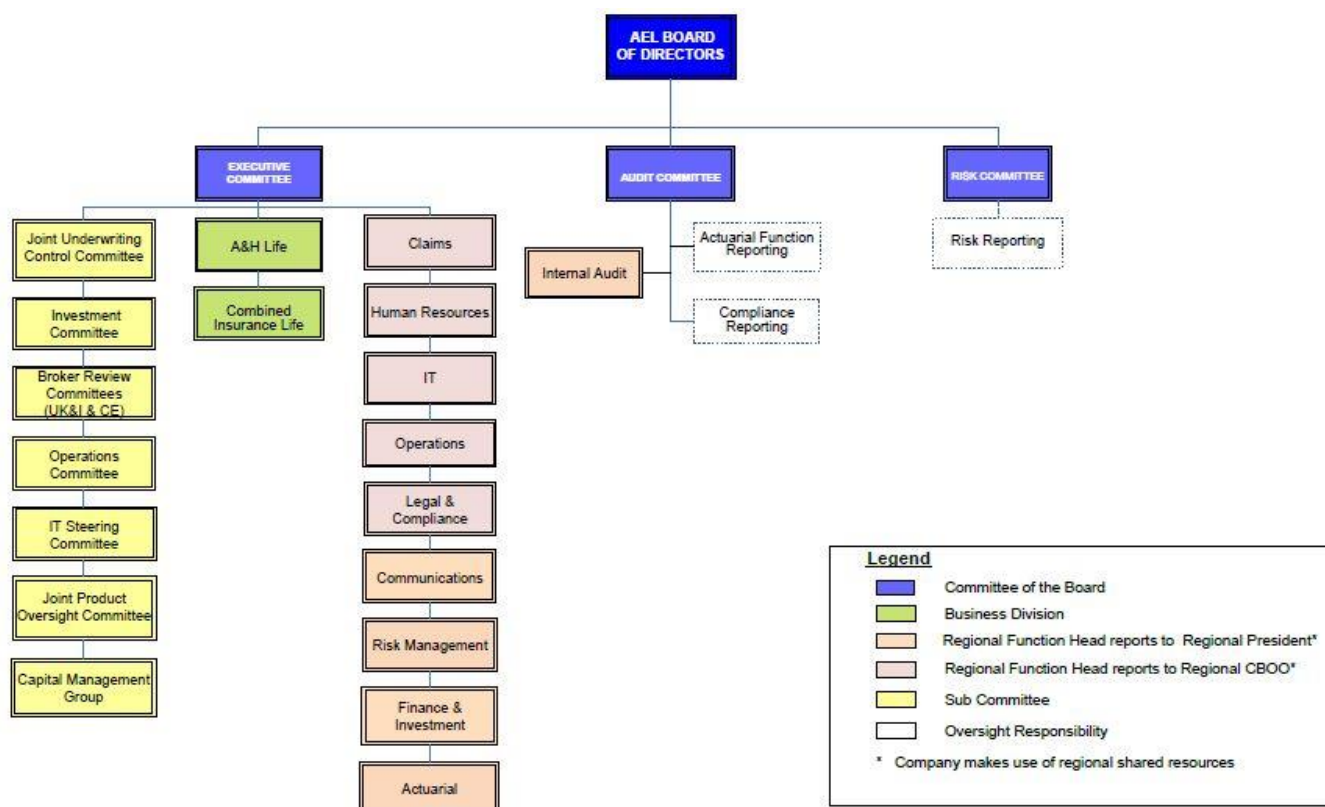 AEL BOARD
OF DIRECTORS
EXECUTIVE
COMMITTEE
AUDIT COMMITTEE
RISK COMMITTEE
Joint Underwriting
Control Committee
Investment
Committee
Broker Review
Committees
(UK&I & CE)
Operations
Committee
IT Steering
Committee
Joint Product
Oversight Committee
Capital Management
Group
A&H Life
Combined
Insurance Life
Claims
Human Resources
IT
Operations
Legal &
Compliance
Communications
Risk Management
Finance &
Investment
Actuarial
Internal Audit
Actuarial Function
Reporting
Compliance
Reporting
Risk Reporting
Legend
Committee of the Board
Business Division
Regional Function Head reports to Regional President*
Regional Function Head reports to Regional CBOO*
Sub Committee
Oversight Responsibility
* Company makes use of regional shared resources